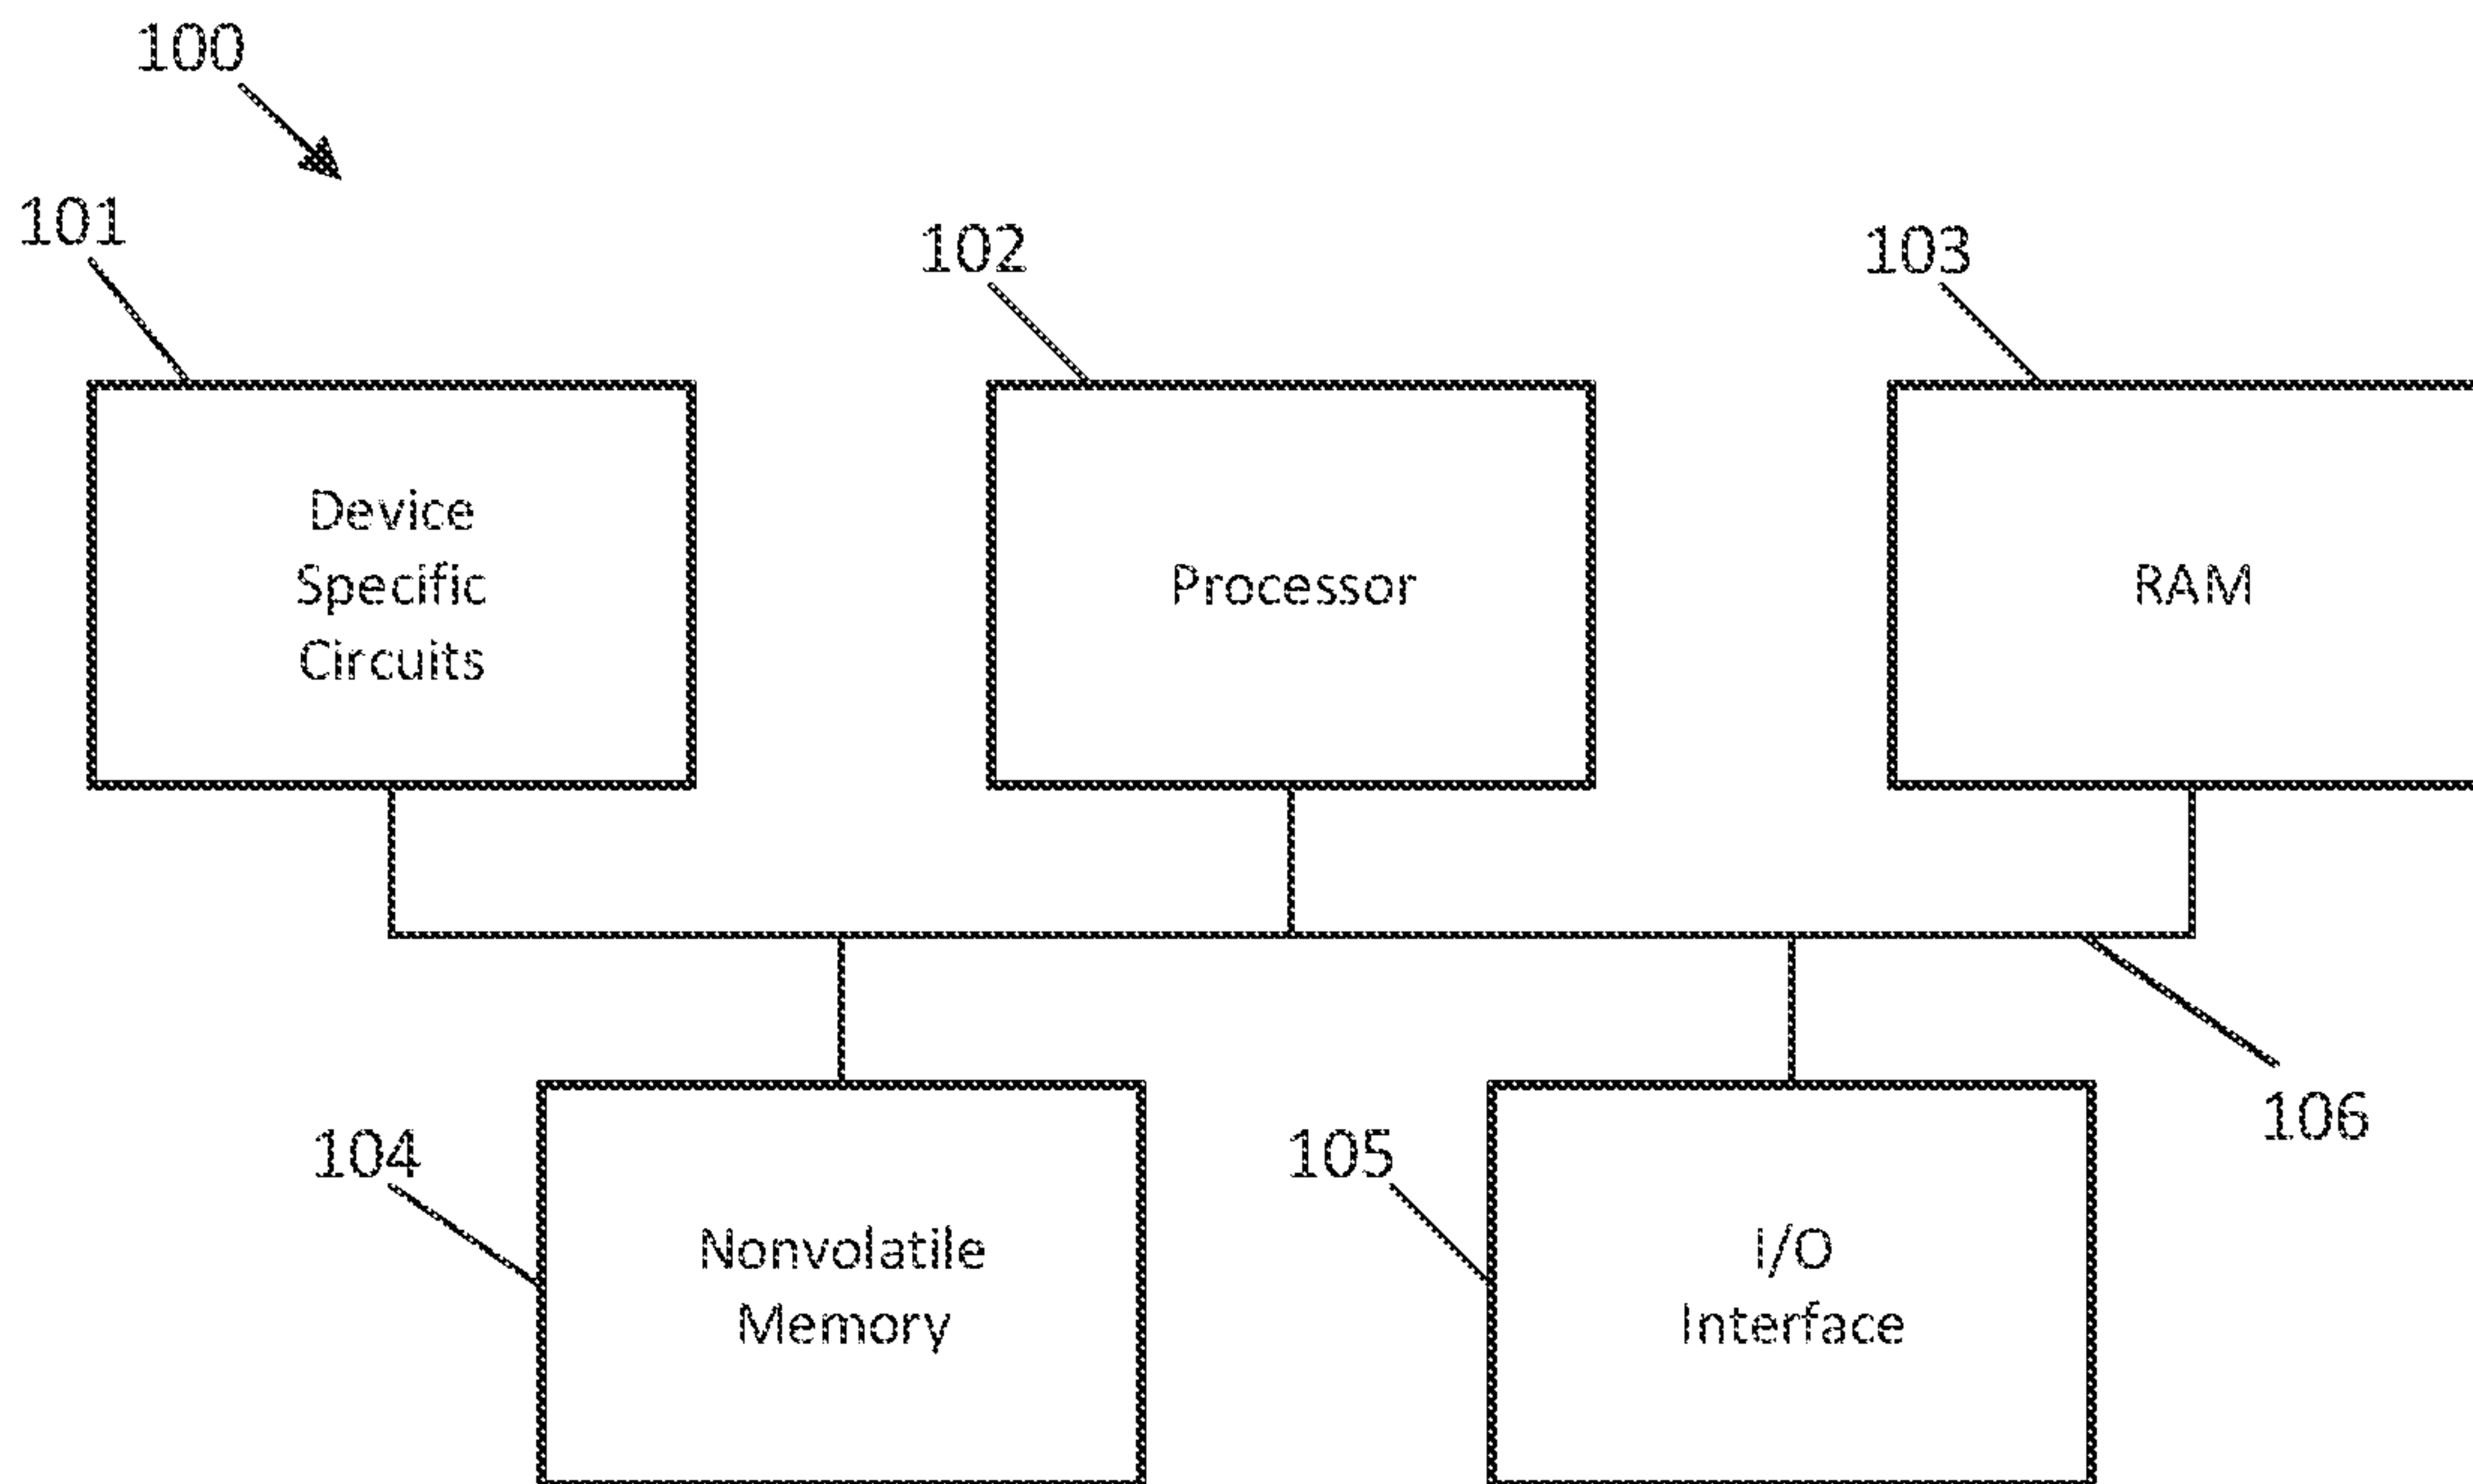 100
101
102
103
Device
Specific
Circuits
Processor
RAM
104
105
106
Nonvolatile
Memory
I/O
Interface